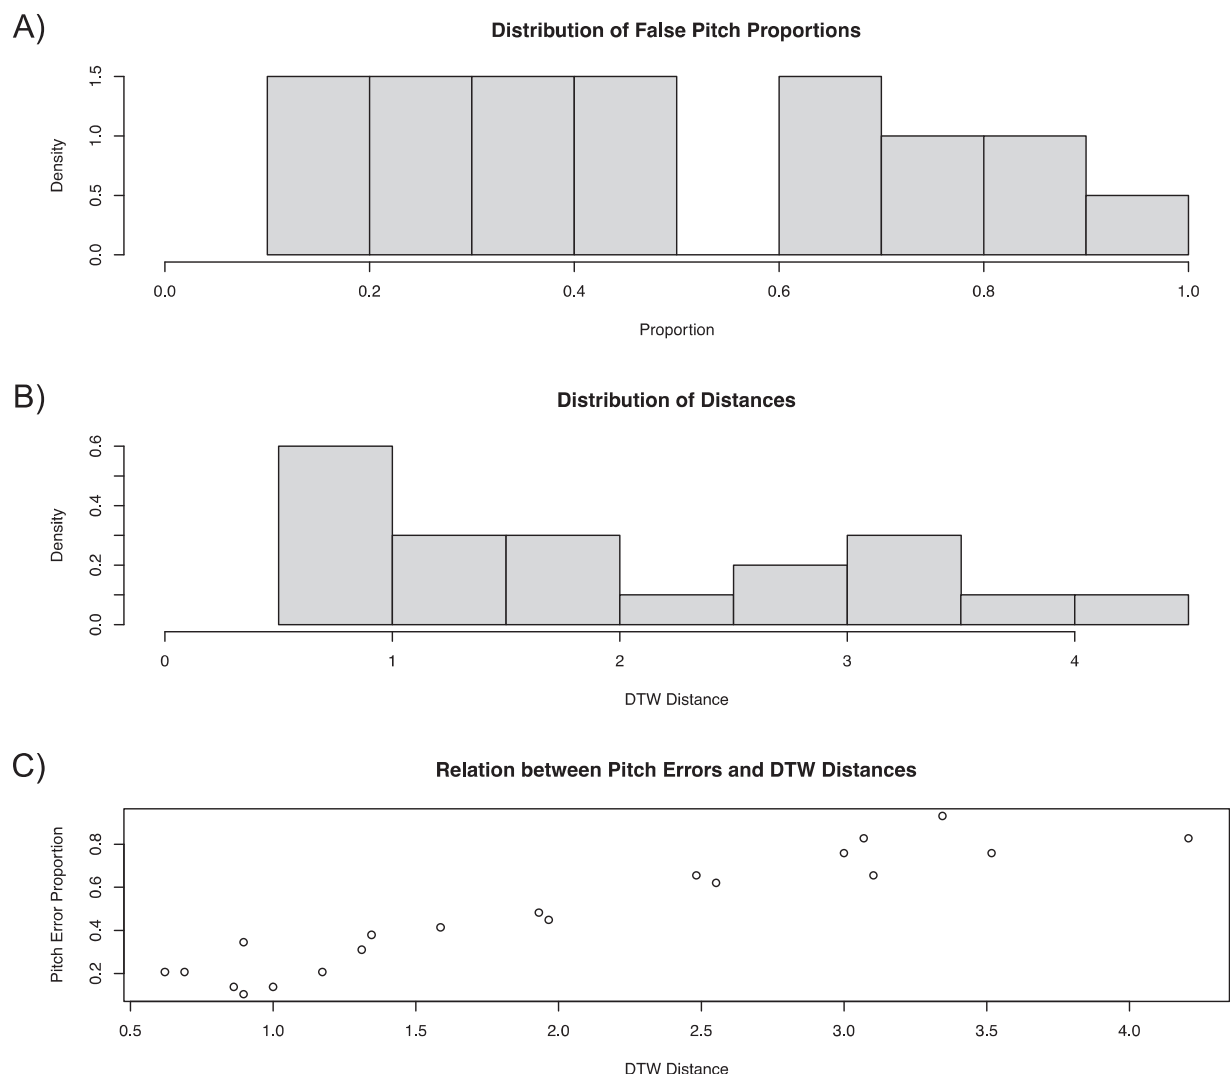 A)
Distribution of False Pitch Proportions
Density
0.0
0.5
1.0
1.5
0.0 0.2 0.4 0.6 0.8 1.0
Proportion
B)
Distribution of Distances
Density
0.0
0.2
0.4
0.6
0 1 2 3 4
DTW Distance
C)
Relation between Pitch Errors and DTW Distances
Pitch Error Proportion
0.2
0.4
0.6
0.8
0.5 1.0 1.5 2.0 2.5 3.0 3.5 4.0
DTW Distance